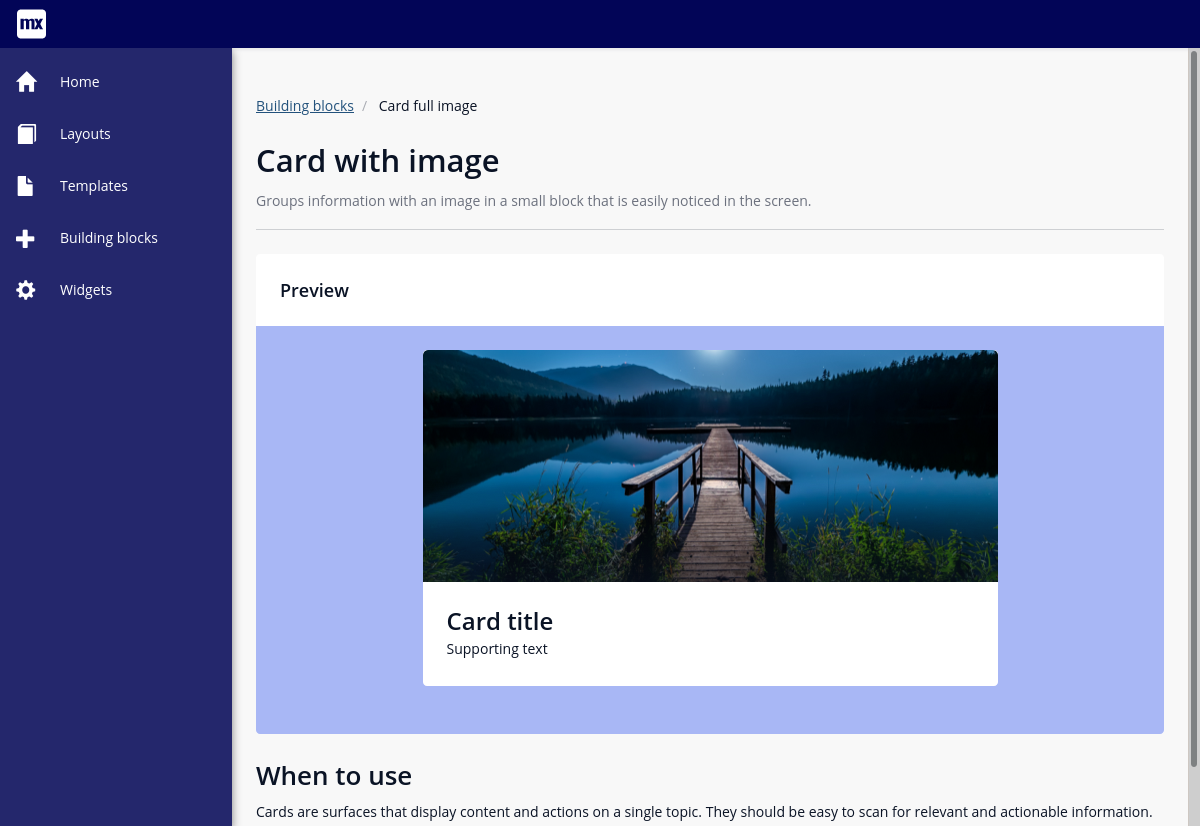 mx
Home
Layouts
Templates
Building blocks
Widgets
Building blocks / Card full image
Card with image
Groups information with an image in a small block that is easily noticed in the screen.
Preview
Card title
Supporting text
When to use
Cards are surfaces that display content and actions on a single topic. They should be easy to scan for relevant and actionable information.